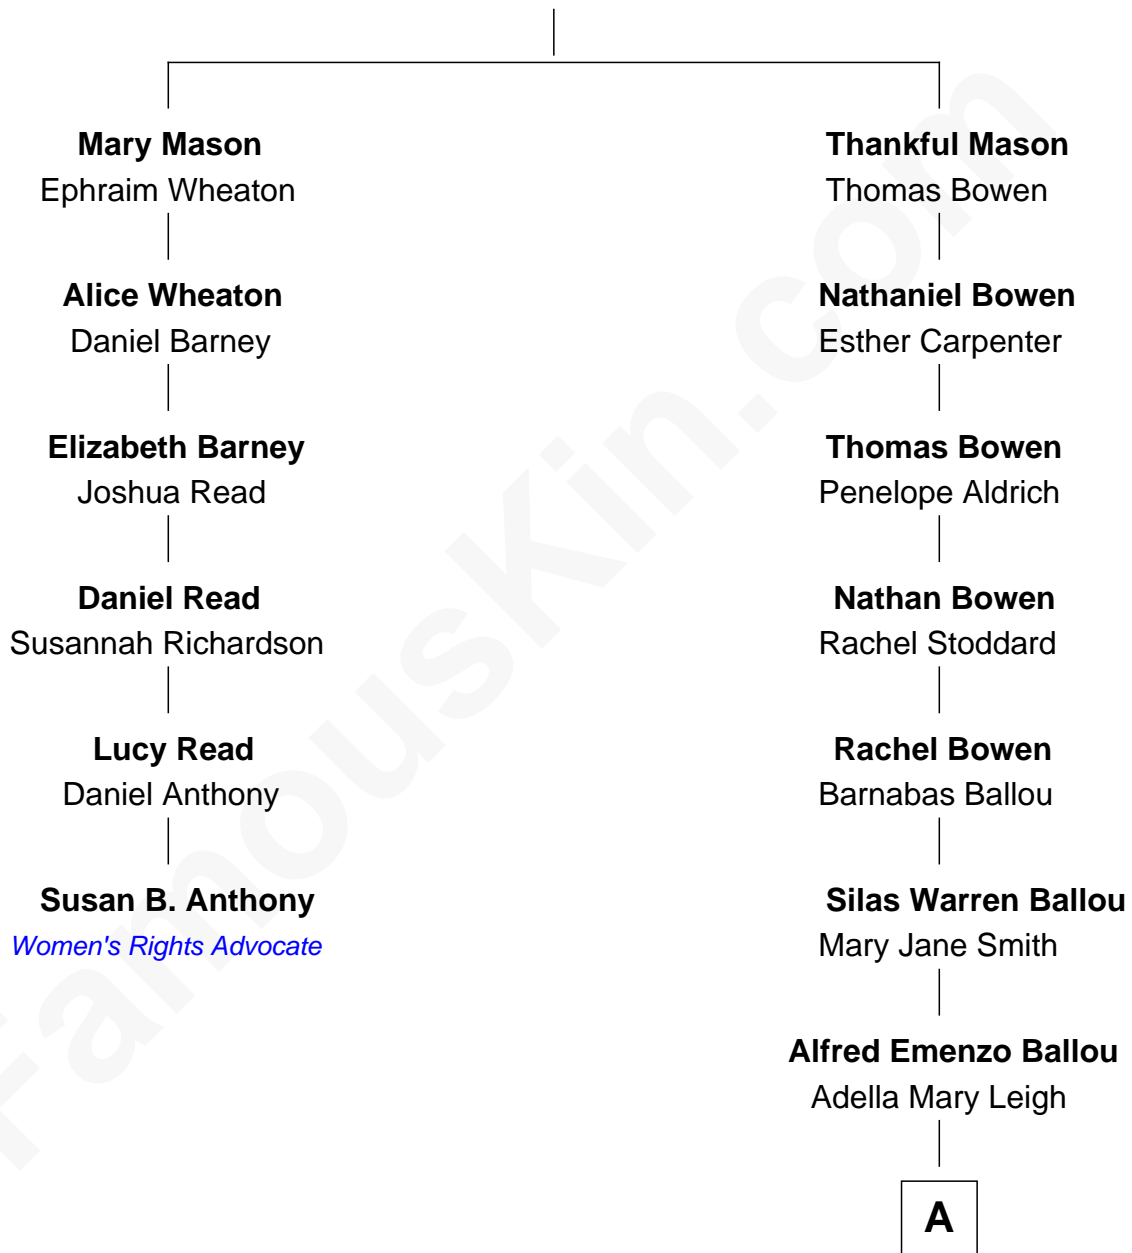 Mary Mason
Ephraim Wheaton
Alice Wheaton
Daniel Barney
Elizabeth Barney
Joshua Read
Daniel Read
Susannah Richardson
Lucy Read
Daniel Anthony
Susan B. Anthony
Women's Rights Advocate
Thankful Mason
Thomas Bowen
Nathaniel Bowen
Esther Carpenter
Thomas Bowen
Penelope Aldrich
Nathan Bowen
Rachel Stoddard
Rachel Bowen
Barnabas Ballou
Silas Warren Ballou
Mary Jane Smith
Alfred Emenzo Ballou
Adella Mary Leigh
A
FamousKin.com